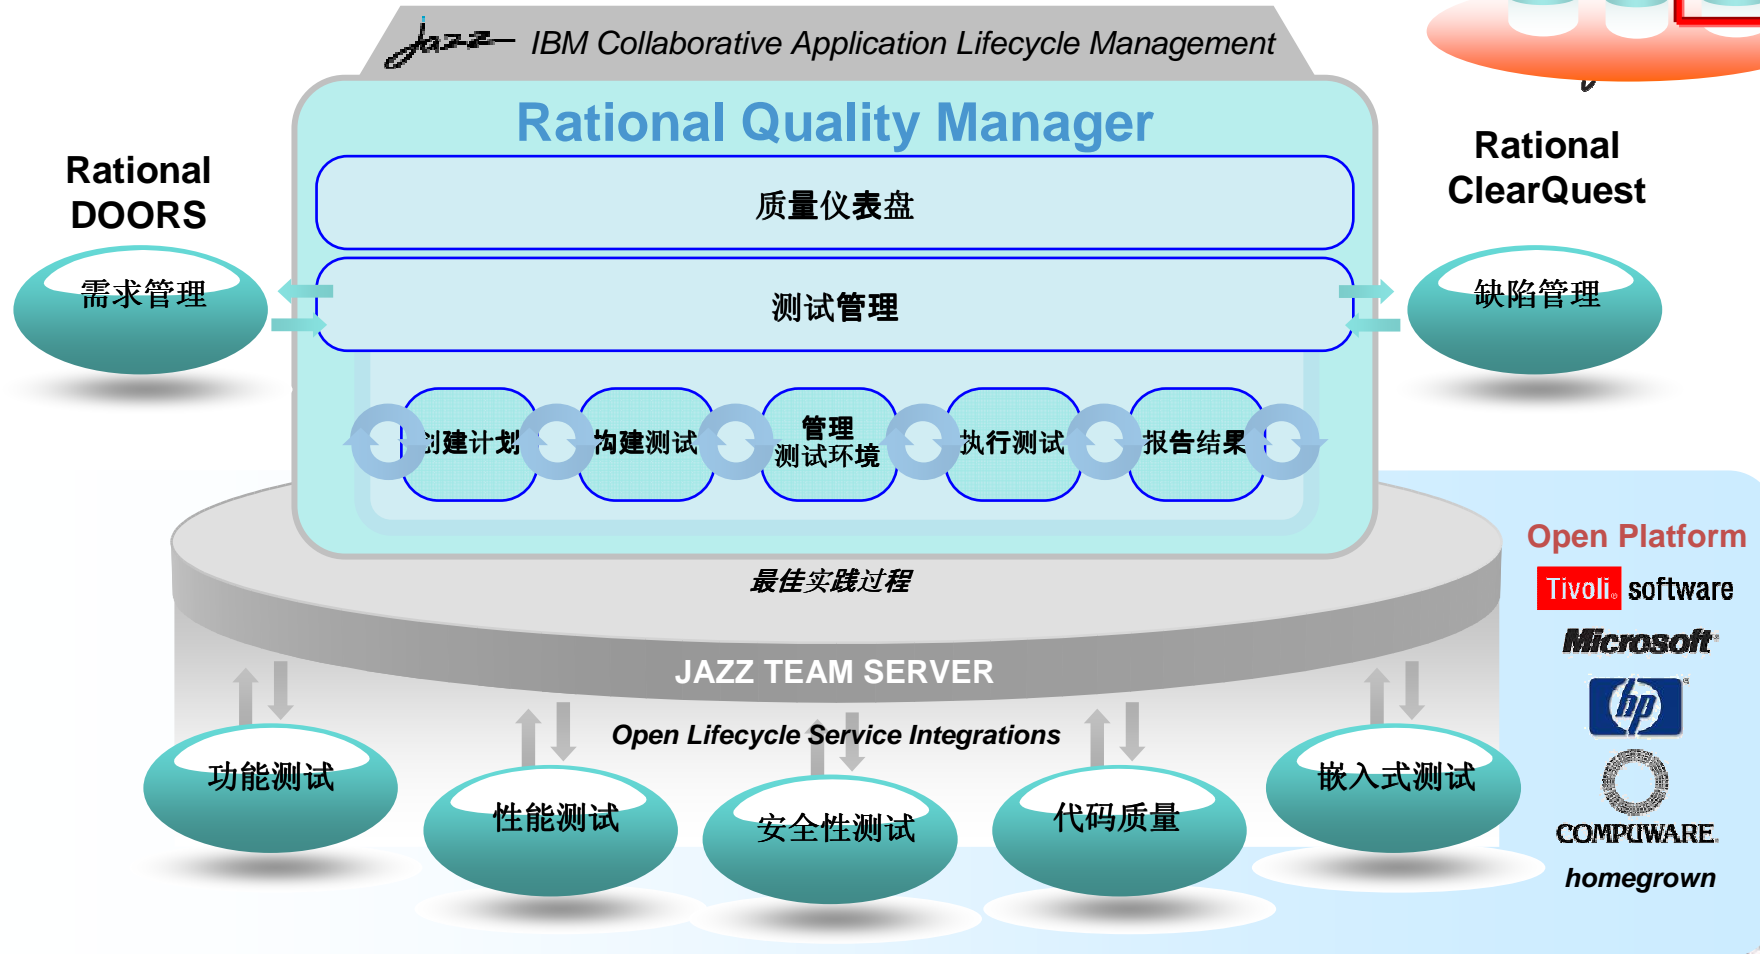 jazz IBM Collaborative Application Lifecycle Management
Rational Quality Manager
Rational
DOORS
需求管理
质量仪表盘
测试管理
Rational
ClearQuest
缺陷管理
创建计划
构建测试
管理
测试环境
执行测试
报告结果
最佳实践过程
JAZZ TEAM SERVER
Open Lifecycle Service Integrations
功能测试
性能测试
安全性测试
代码质量
嵌入式测试
Open Platform
Tivoli® software
Microsoft®
hp®
COMPUWARE.
homegrown